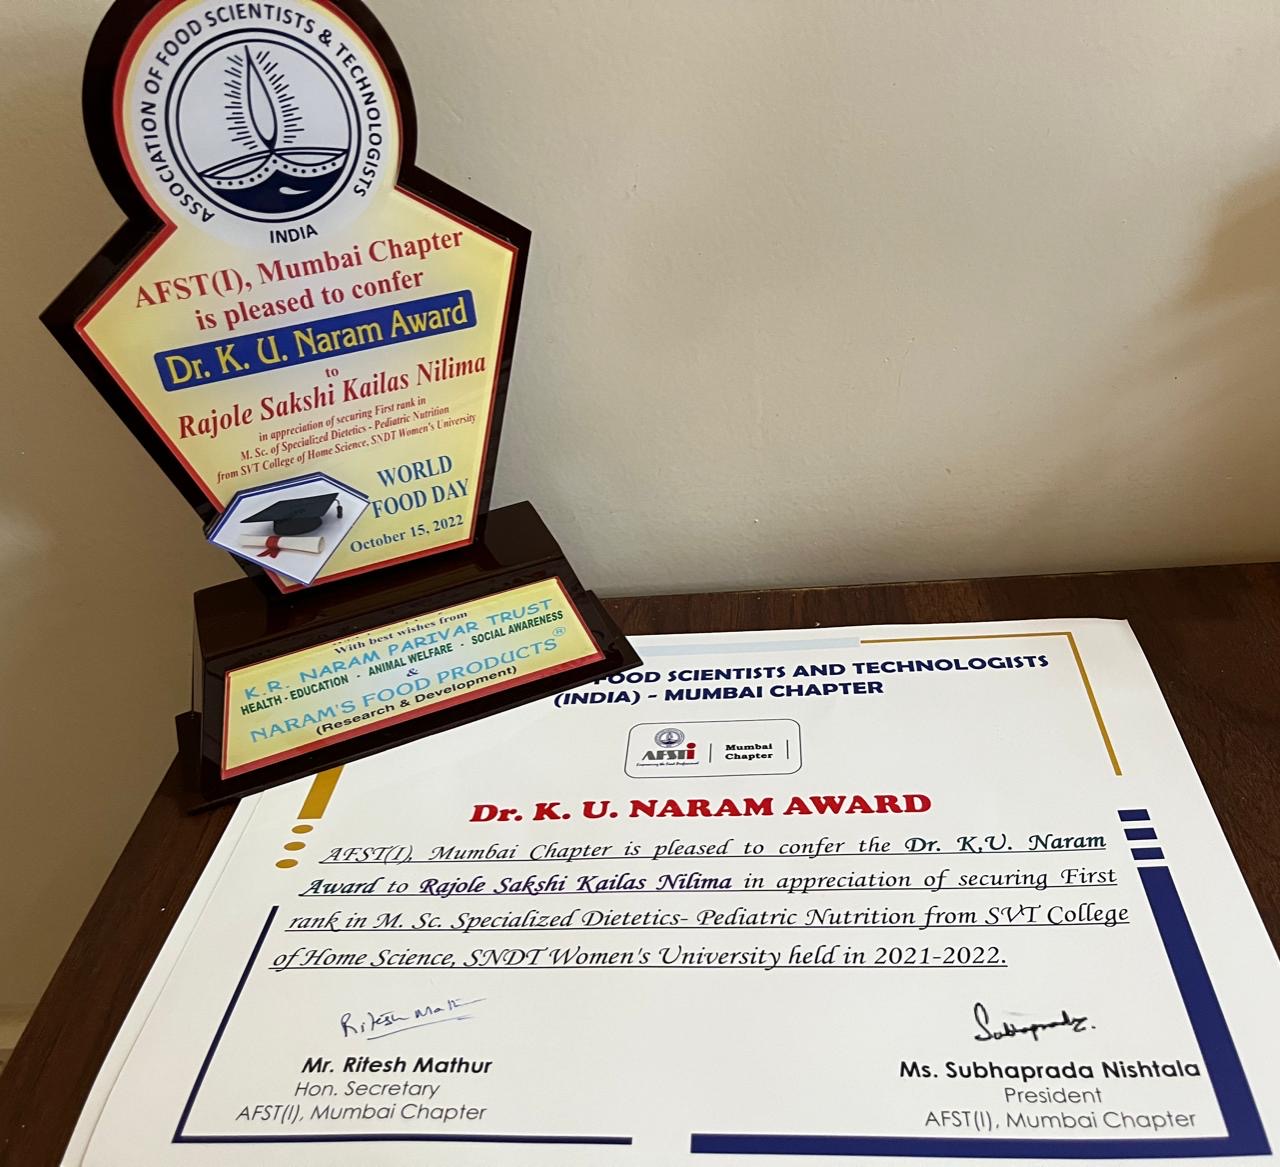 ASSOCIATION OF FOOD SCIENTISTS & TECHNOLOGISTS
INDIA
AFST(I), Mumbai Chapter
is pleased to confer
Dr. K. U. Naram Award
to
Rajole Sakshi Kailas Nilima
in appreciation of securing First rank in
M. Sc. of Specialized Dietetics - Pediatric Nutrition
from SVT College of Home Science, SNDT Women's University
WORLD
FOOD DAY
October 15, 2022
With best wishes from
K.R. NARAM PARIVAR TRUST
HEALTH - EDUCATION · ANIMAL WELFARE · SOCIAL AWARENESS
&
NARAM'S FOOD PRODUCTS®
(Research & Development)
FOOD SCIENTISTS AND TECHNOLOGISTS
(INDIA) - MUMBAI CHAPTER
AFSTi
Empowering the Food Professional
Mumbai
Chapter
Dr. K. U. NARAM AWARD
AFST(I), Mumbai Chapter is pleased to confer the Dr. K.U. Naram
Award to Rajole Sakshi Kailas Nilima in appreciation of securing First
rank in M. Sc. Specialized Dietetics- Pediatric Nutrition from SVT College
of Home Science, SNDT Women's University held in 2021-2022.
Ritesh Math
Subhaprada.
Mr. Ritesh Mathur
Hon. Secretary
AFST(I), Mumbai Chapter
Ms. Subhaprada Nishtala
President
AFST(I), Mumbai Chapter